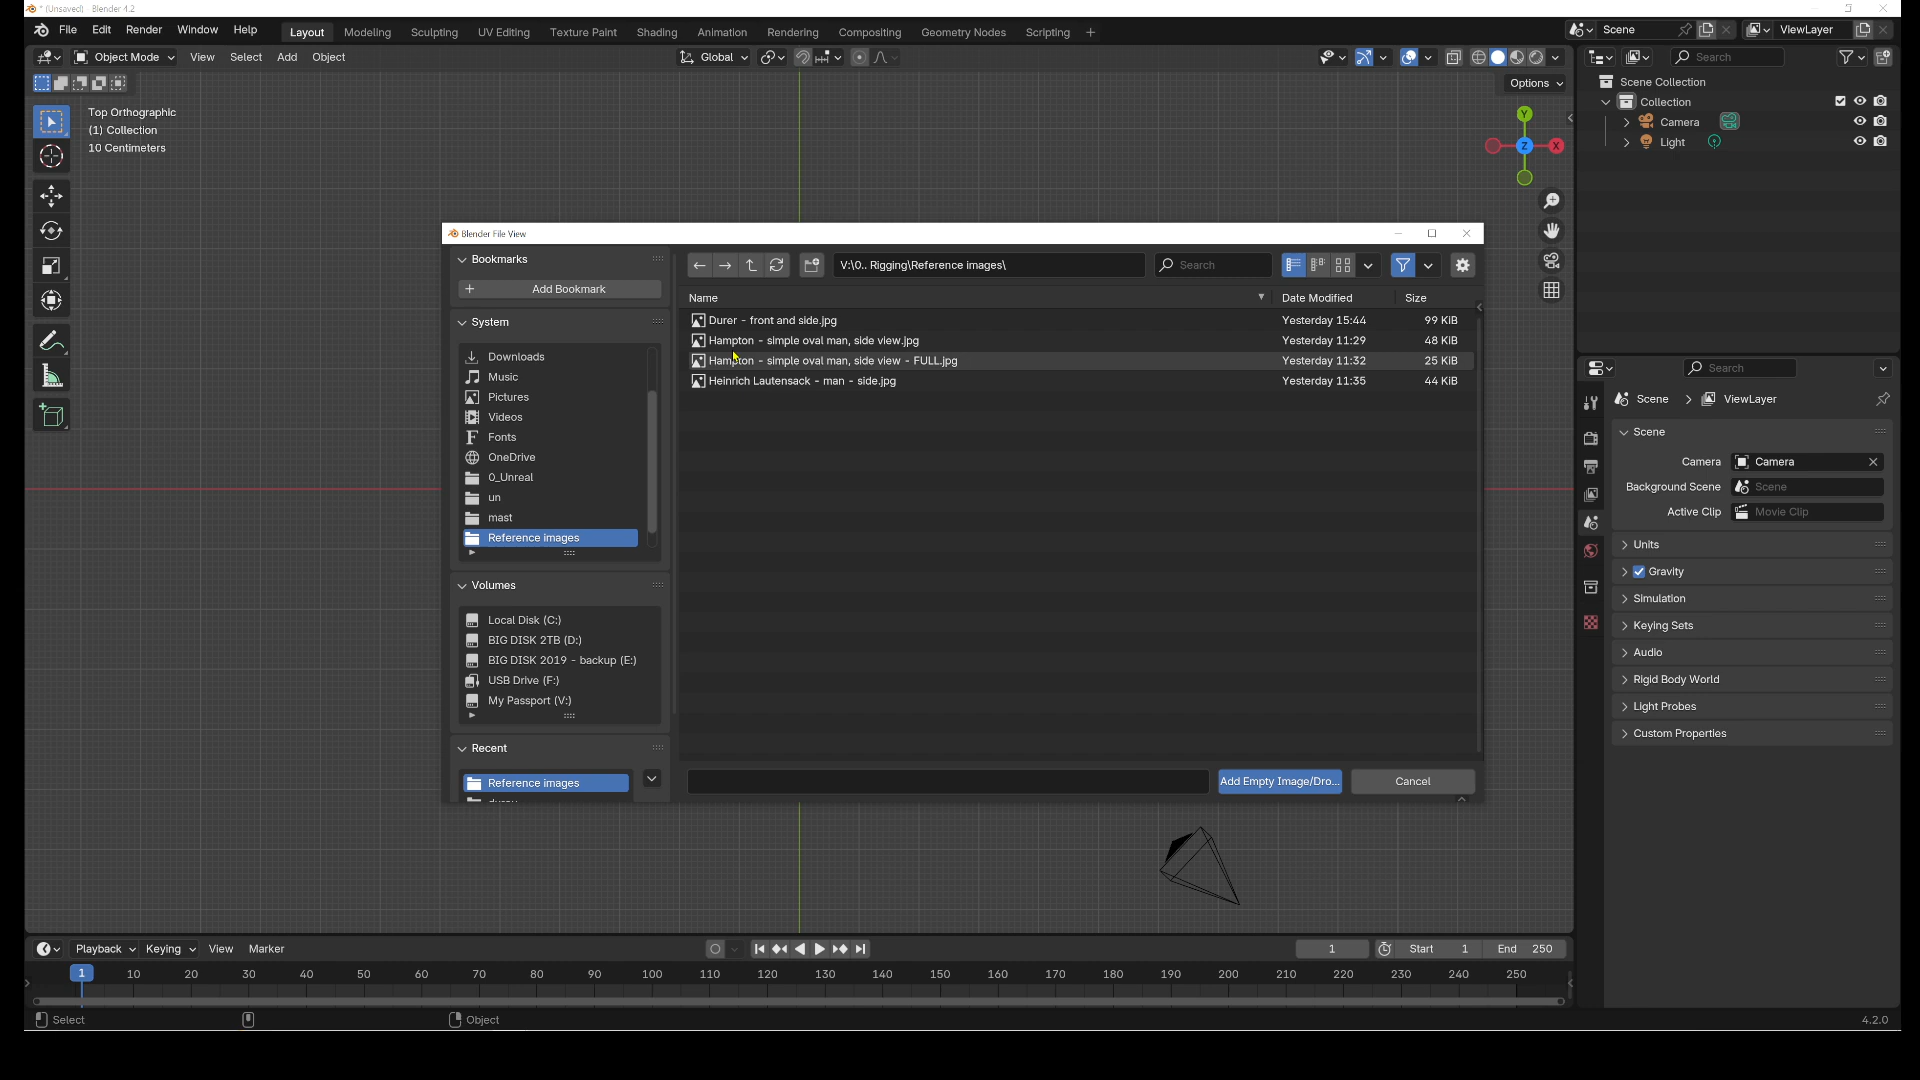 * (Unsaved) - Blender 4.2
File Edit Render Window Help Layout Modeling Sculpting UV Editing Texture Paint Shading Animation Rendering Compositing Geometry Nodes Scripting + Scene ViewLayer
Object Mode View Select Add Object Global Search
Options
Top Orthographic
(1) Collection
10 Centimeters
Y
Z
X
Scene Collection
Collection
Camera
Light
Blender File View
Bookmarks
Add Bookmark
System
Downloads
Music
Pictures
Videos
Fonts
OneDrive
0_Unreal
un
mast
Reference images
Volumes
Local Disk (C:)
BIG DISK 2TB (D:)
BIG DISK 2019 - backup (E:)
USB Drive (F:)
My Passport (V:)
Recent
Reference images
V:\0.. Rigging\Reference images\ Search
Name Date Modified Size
Durer - front and side.jpg Yesterday 15:44 99 KiB
Hampton - simple oval man, side view.jpg Yesterday 11:29 48 KiB
Hampton - simple oval man, side view - FULL.jpg Yesterday 11:32 25 KiB
Heinrich Lautensack - man - side.jpg Yesterday 11:35 44 KiB
Add Empty Image/Dro... Cancel
Search
Scene ViewLayer
Scene
Camera Camera
Background Scene Scene
Active Clip Movie Clip
Units
Gravity
Simulation
Keying Sets
Audio
Rigid Body World
Light Probes
Custom Properties
Playback Keying View Marker 1 Start 1 End 250
1 10 20 30 40 50 60 70 80 90 100 110 120 130 140 150 160 170 180 190 200 210 220 230 240 250
Select Object 4.2.0